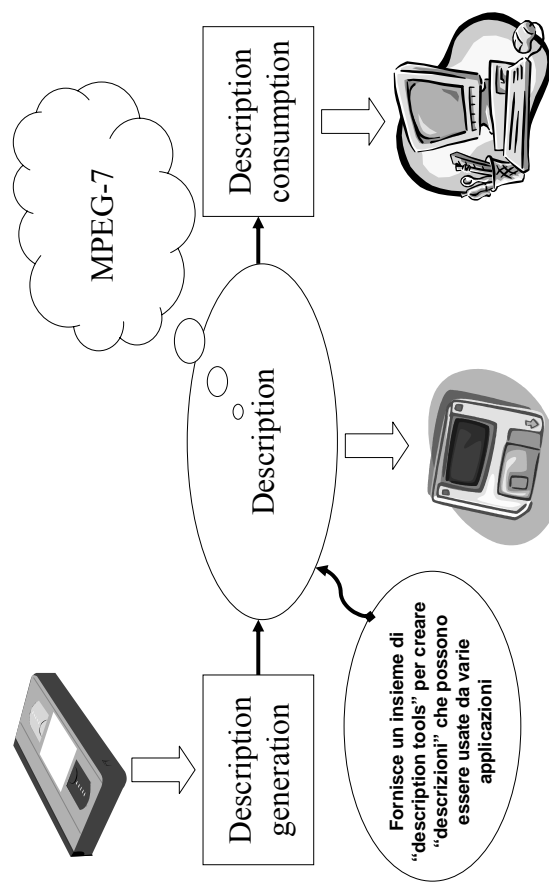 MPEG-7
Description
generation
Description
Description
consumption
Fornisce un insieme di
“description tools” per creare
“descrizioni” che possono
essere usate da varie
applicazioni